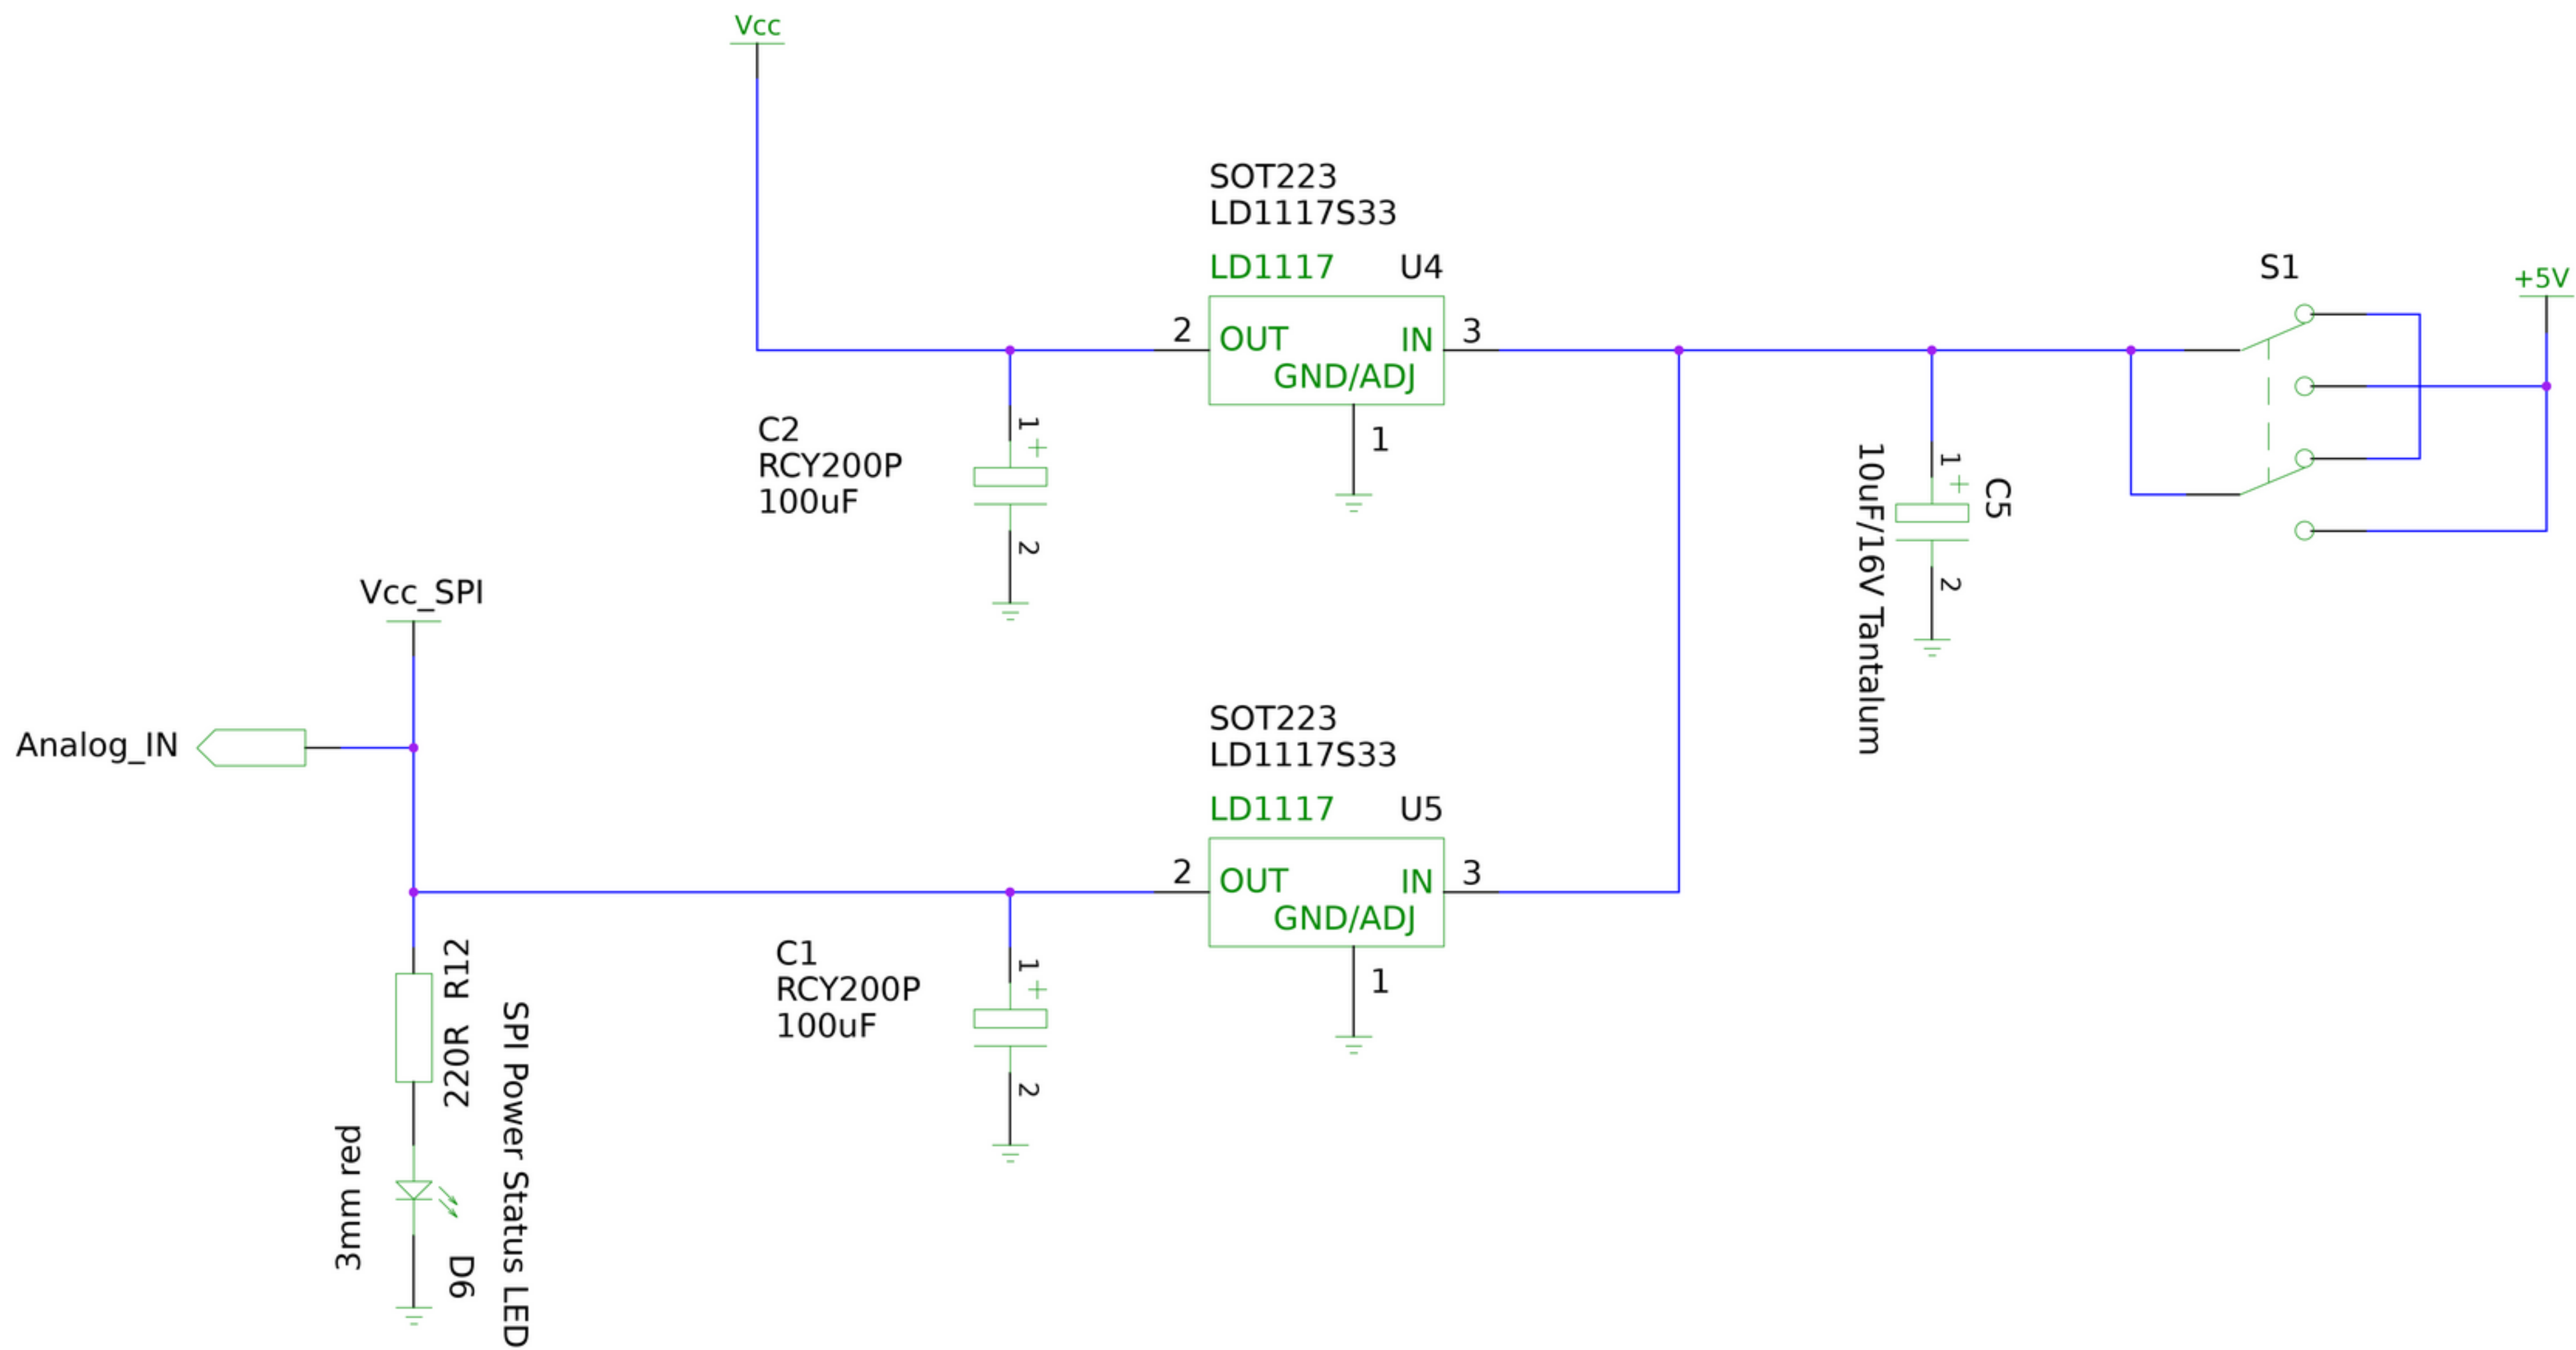 Vcc
SOT223
LD1117S33
LD1117
U4
S1
+5V
2
OUT
IN
3
GND/ADJ
1
C2
RCY200P
100uF
1
+
2
1
+
2
C5
10uF/16V Tantalum
Vcc_SPI
Analog_IN
SOT223
LD1117S33
LD1117
U5
2
OUT
IN
3
GND/ADJ
1
C1
RCY200P
100uF
1
+
2
R12
220R
SPI Power Status LED
3mm red
D6